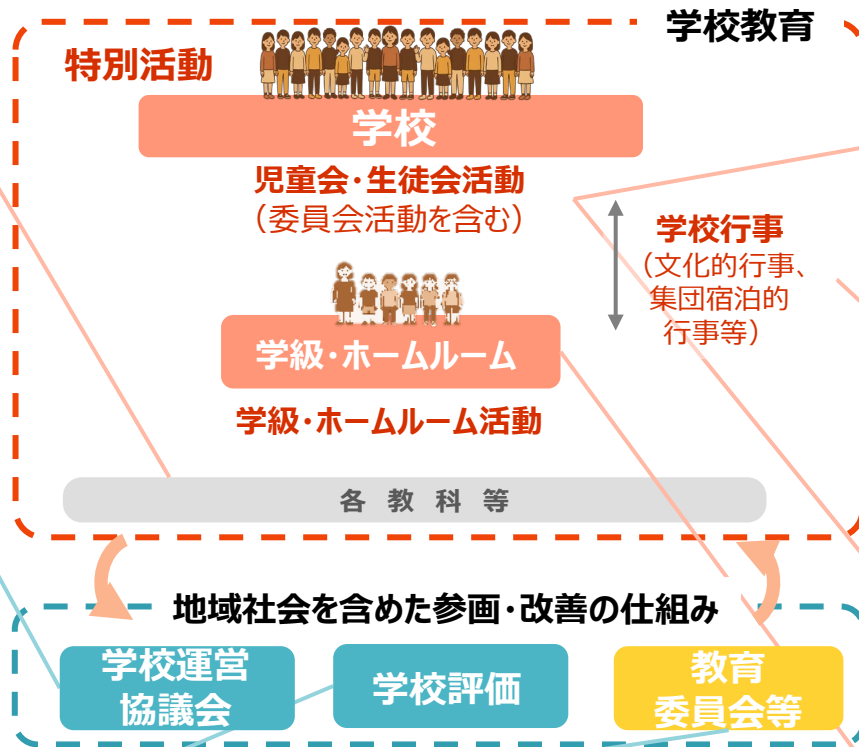 学校教育
特別活動
学校
児童会・生徒会活動
（委員会活動を含む）
学校行事
（文化的行事、
集団宿泊的
行事等）
学級・ホームルーム
学級・ホームルーム活動
各教科等
地域社会を含めた参画・改善の仕組み
学校運営
協議会
学校評価
教育
委員会等